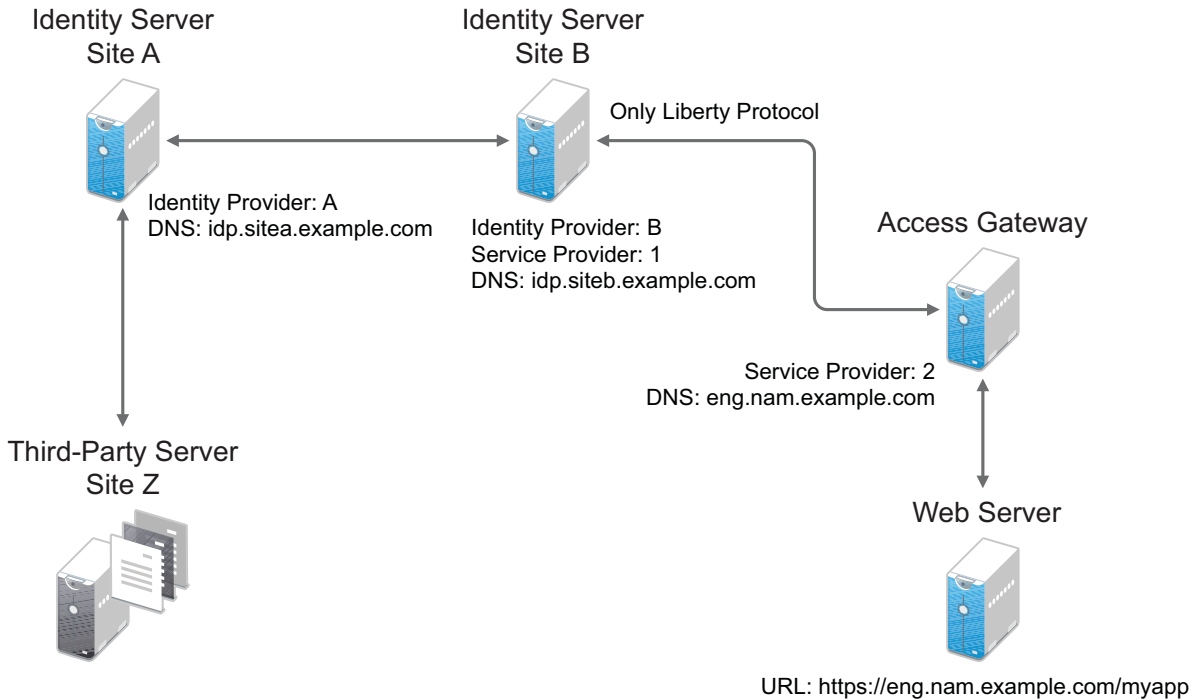 Identity Server
Site A
Identity Server
Site B
Only Liberty Protocol
Identity Provider: A
DNS: idp.sitea.example.com
Identity Provider: B
Service Provider: 1
DNS: idp.siteb.example.com
Access Gateway
Service Provider: 2
DNS: eng.nam.example.com
Third-Party Server
Site Z
Web Server
URL: https://eng.nam.example.com/myapp